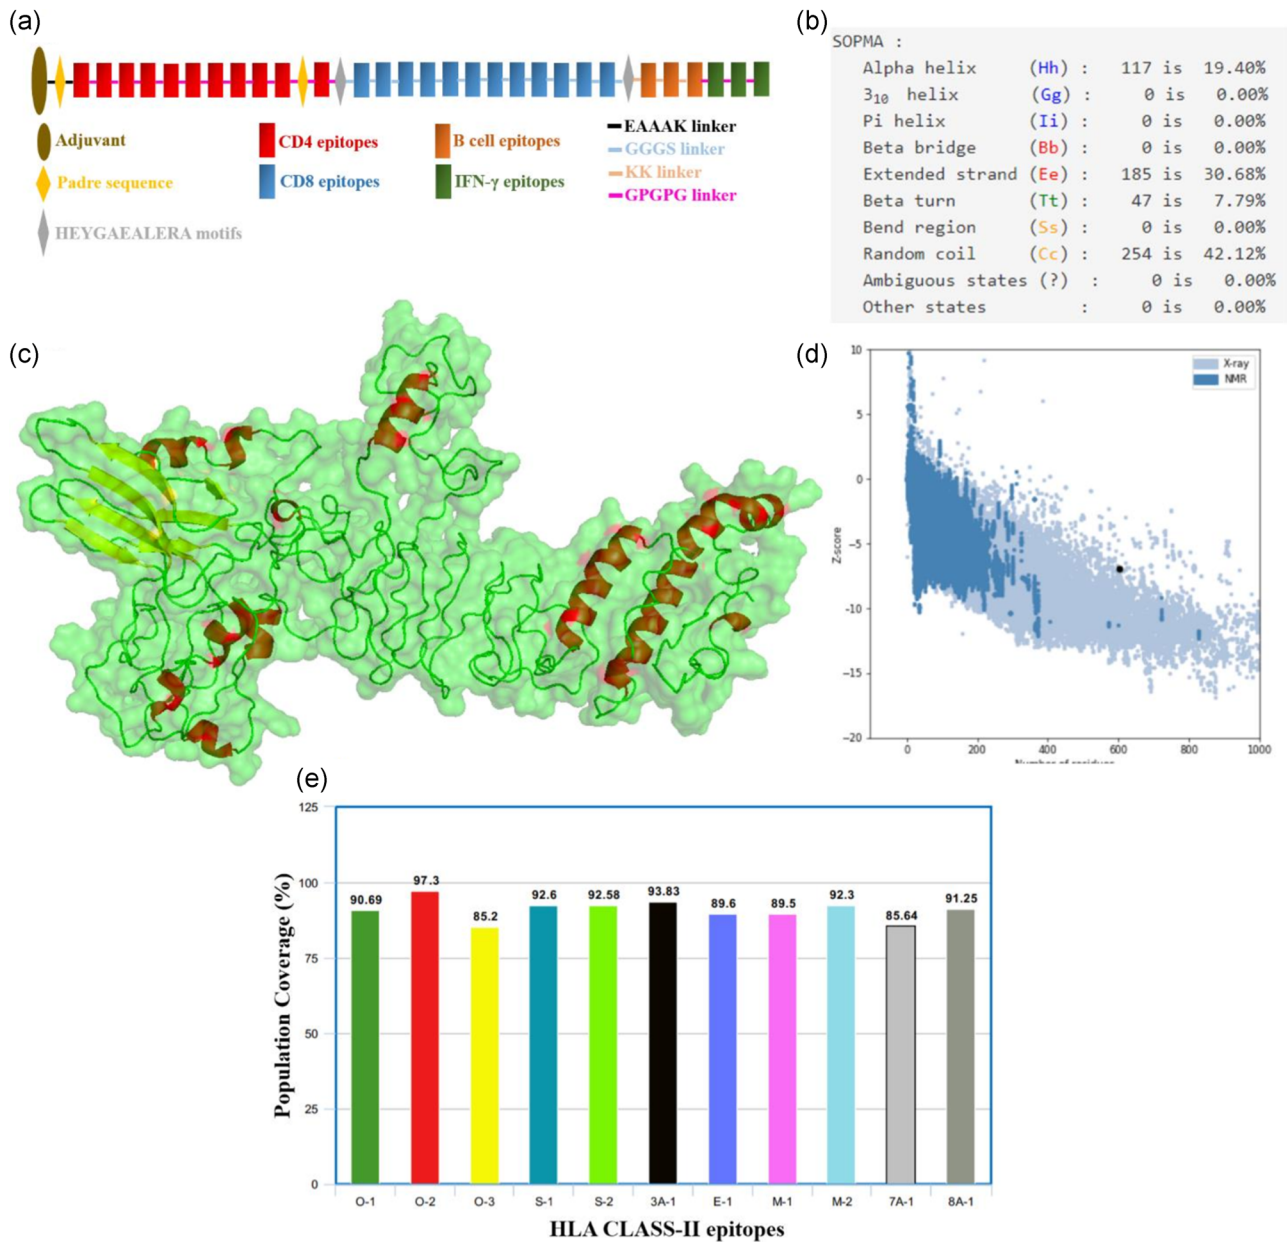 (a)
Adjuvant
Padre sequence
HEYGAEALERA motifs
CD4 epitopes
CD8 epitopes
B cell epitopes
IFN-γ epitopes
EAAAK linker
GGGS linker
KK linker
GPGPG linker
(b)
SOPMA :
Alpha helix (Hh) : 117 is 19.40%
3₁₀ helix (Gg) : 0 is 0.00%
Pi helix (Ii) : 0 is 0.00%
Beta bridge (Bb) : 0 is 0.00%
Extended strand (Ee) : 185 is 30.68%
Beta turn (Tt) : 47 is 7.79%
Bend region (Ss) : 0 is 0.00%
Random coil (Cc) : 254 is 42.12%
Ambiguous states (?) : 0 is 0.00%
Other states : 0 is 0.00%
(c)
(d)
10
5
0
−5
−10
−15
−20
Z-score
X-ray
NMR
0 200 400 600 800 1000
Number of residues
(e)
Population Coverage (%)
125
100
75
50
25
0
90.69
97.3
85.2
92.6
92.58
93.83
89.6
89.5
92.3
85.64
91.25
O-1 O-2 O-3 S-1 S-2 3A-1 E-1 M-1 M-2 7A-1 8A-1
HLA CLASS-II epitopes